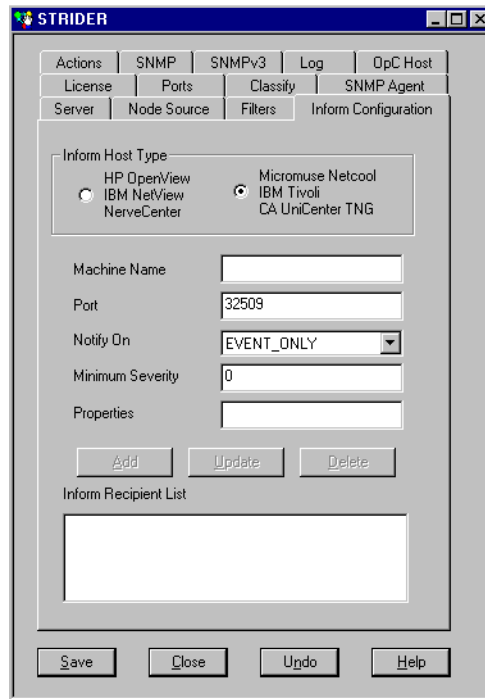 STRIDER
Actions SNMP SNMPv3 Log OpC Host
License Ports Classify SNMP Agent
Server Node Source Filters Inform Configuration
Inform Host Type
HP OpenView
IBM NetView
NerveCenter
Micromuse Netcool
IBM Tivoli
CA UniCenter TNG
Machine Name
Port 32509
Notify On EVENT_ONLY
Minimum Severity 0
Properties
Add Update Delete
Inform Recipient List
Save Close Undo Help